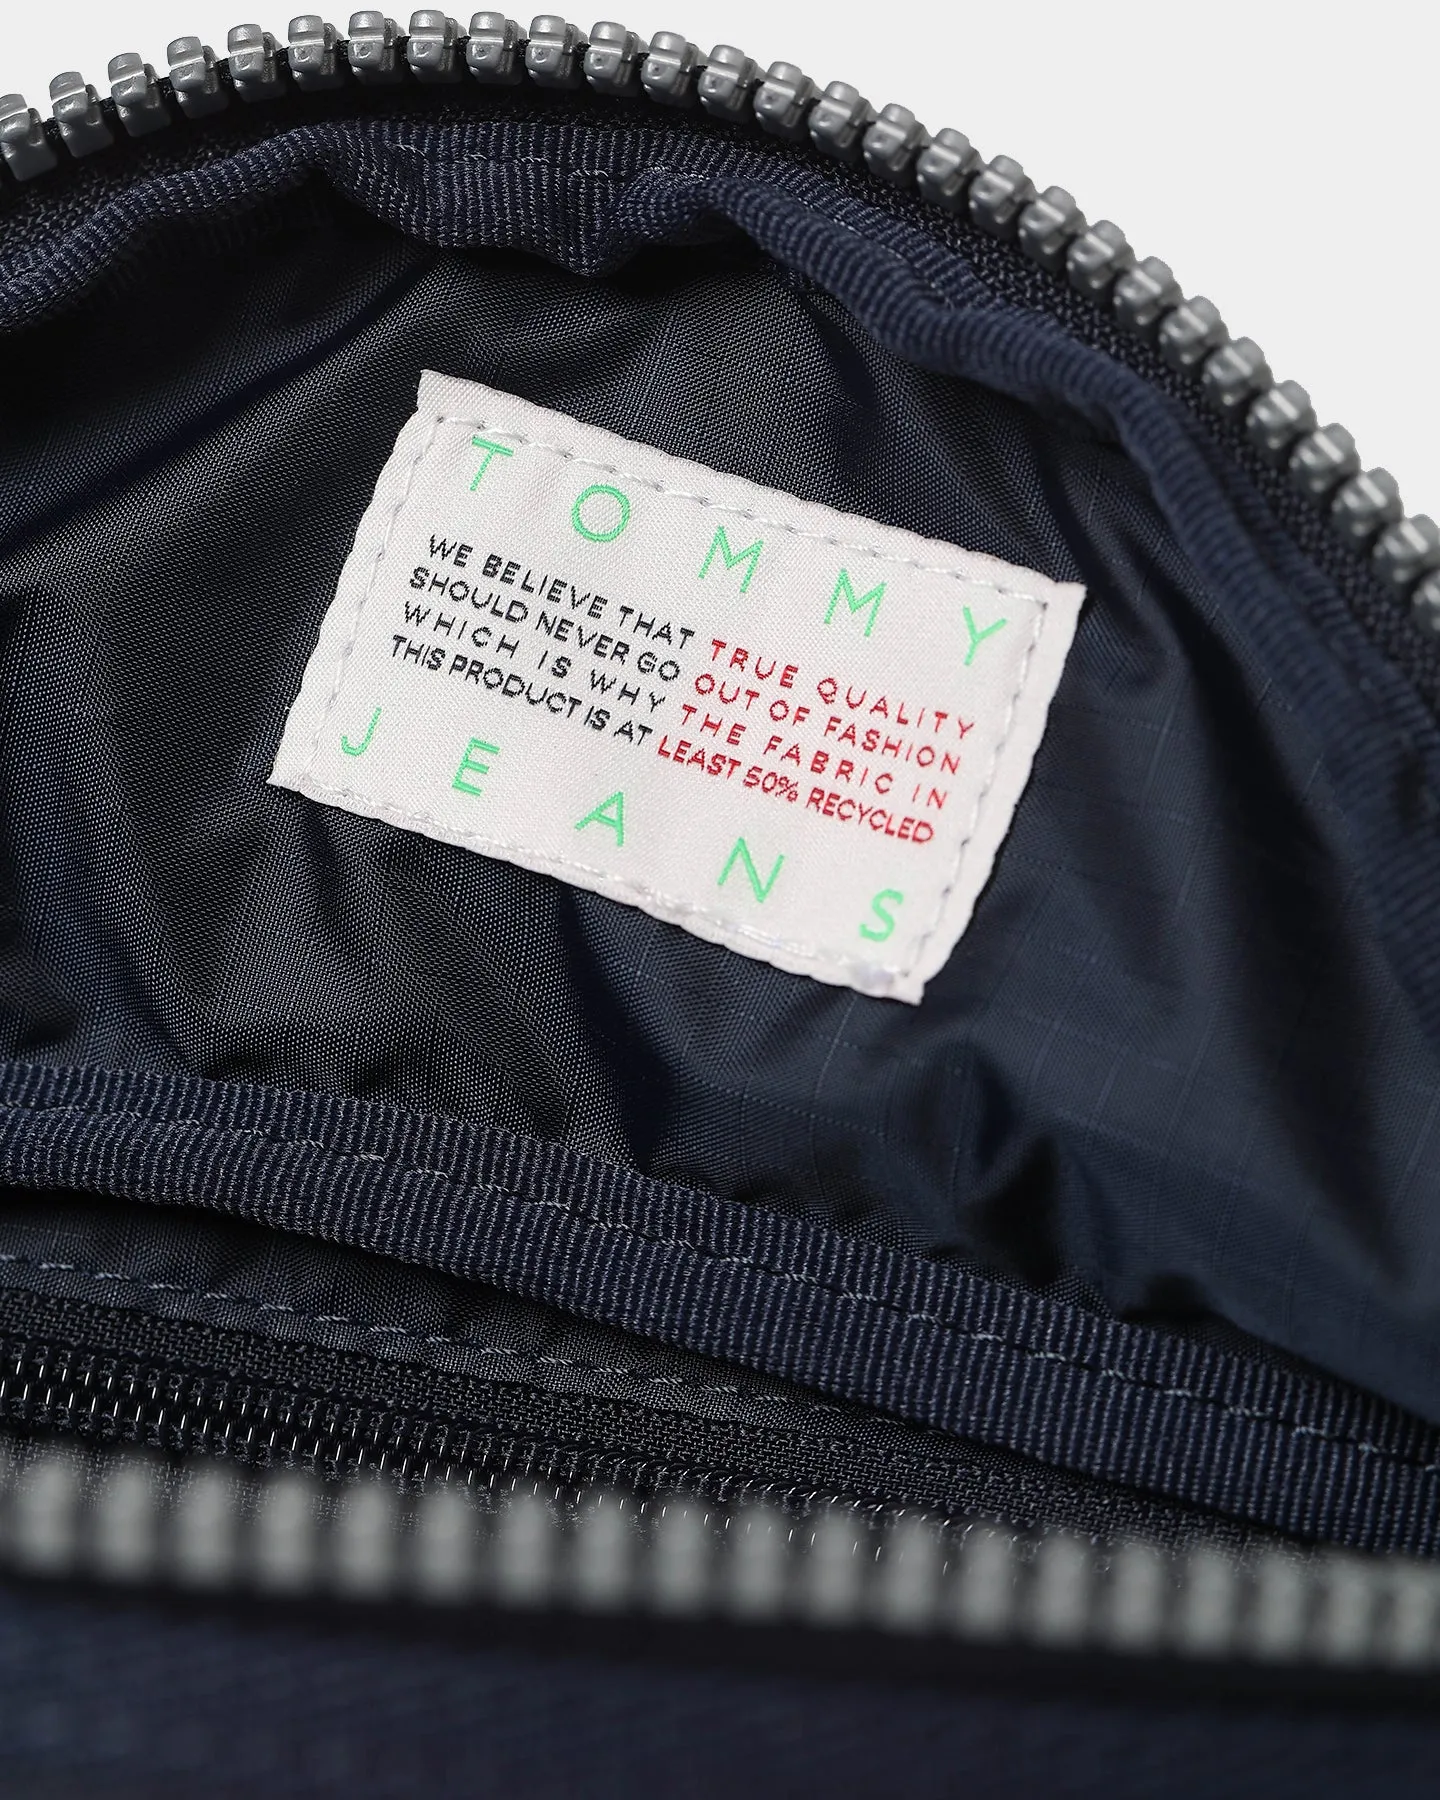 TOMMY
WE BELIEVE THAT TRUE QUALITY
SHOULD NEVER GO OUT OF FASHION
WHICH IS WHY THE FABRIC IN
THIS PRODUCT IS AT LEAST 50% RECYCLED
JEANS